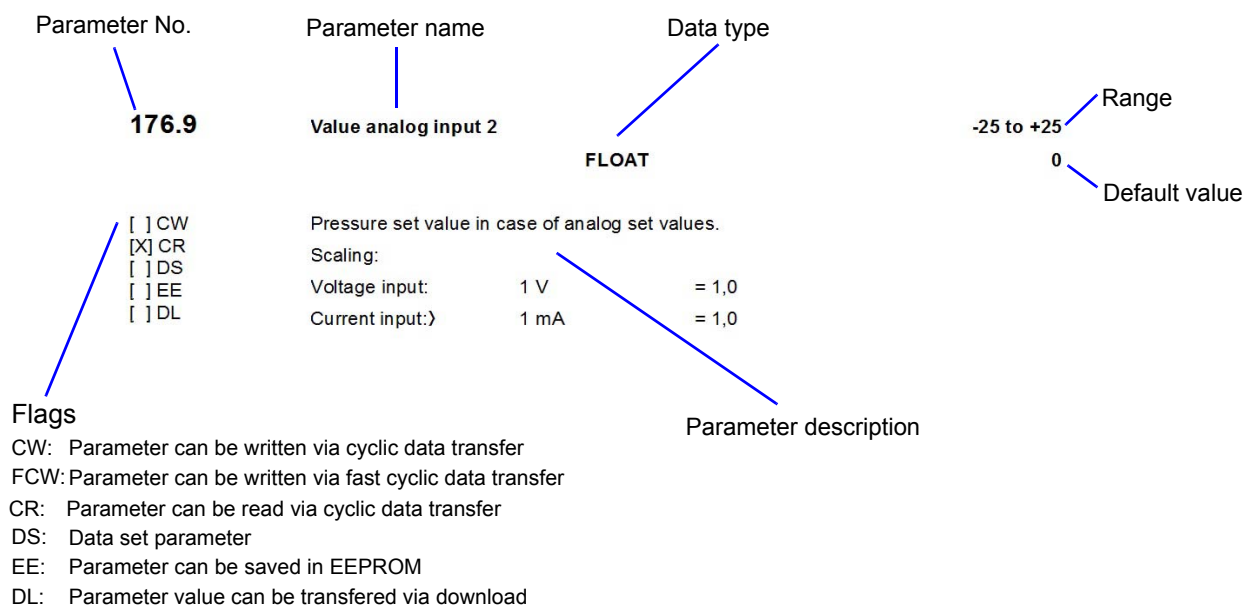 Parameter No. Parameter name Data type
Range
176.9 Value analog input 2 -25 to +25
FLOAT 0
Default value
[ ] CW Pressure set value in case of analog set values.
[X] CR
Scaling:
[ ] DS
[ ] EE Voltage input: 1 V = 1,0
[ ] DL Current input:⟩ 1 mA = 1,0
Flags
Parameter description
CW: Parameter can be written via cyclic data transfer
FCW: Parameter can be written via fast cyclic data transfer
CR: Parameter can be read via cyclic data transfer
DS: Data set parameter
EE: Parameter can be saved in EEPROM
DL: Parameter value can be transfered via download